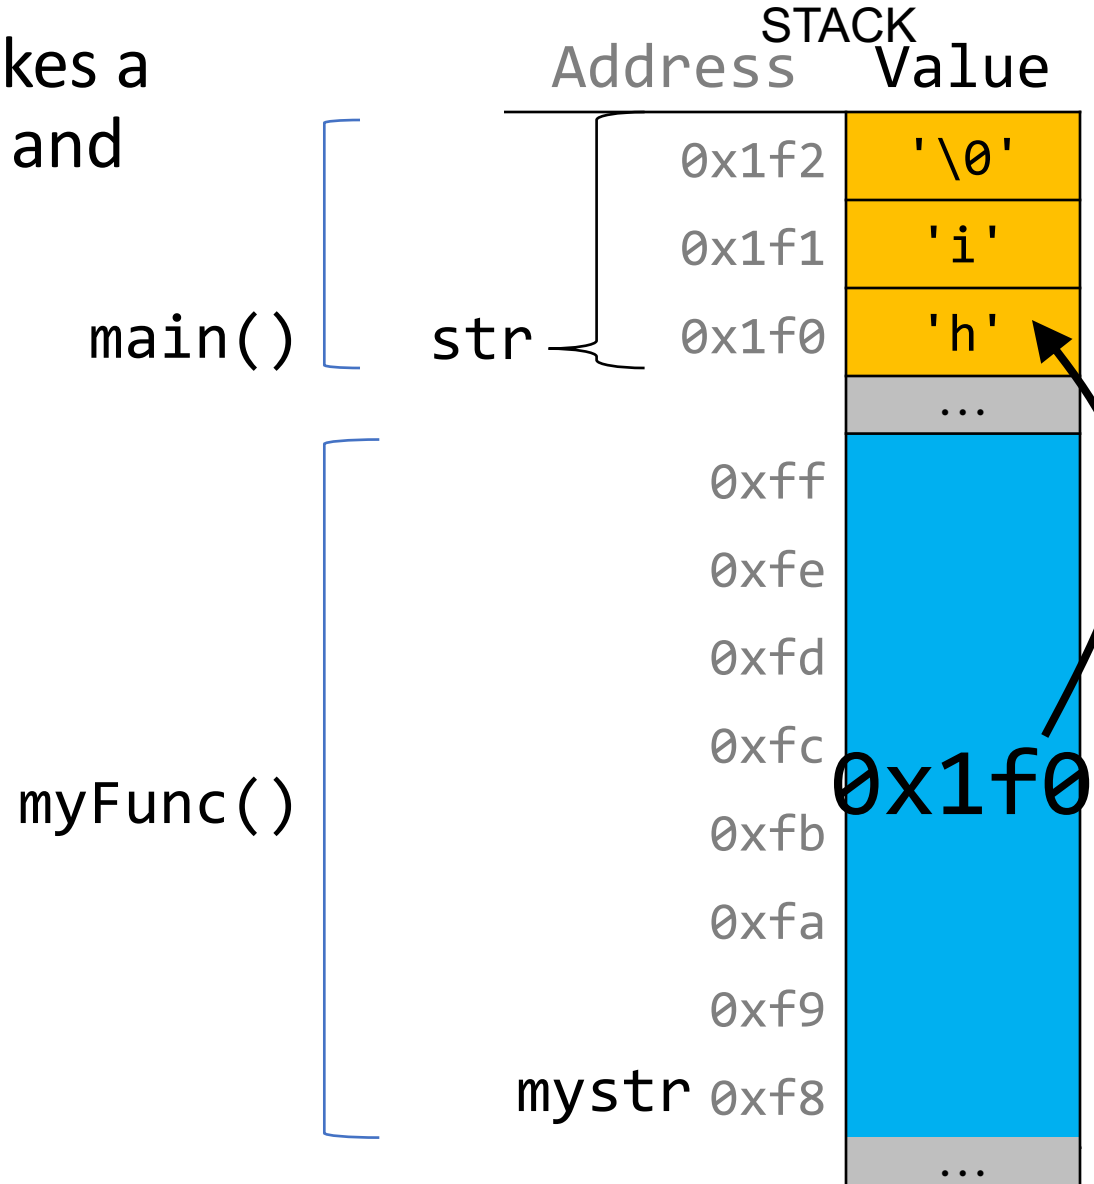 STACK
kes a
Address Value
and
0x1f2 '\0'
0x1f1 'i'
main() str 0x1f0 'h'
...
0xff
0xfe
0xfd
0xfc
0x1f0
myFunc()
0xfb
0xfa
0xf9
mystr 0xf8
...